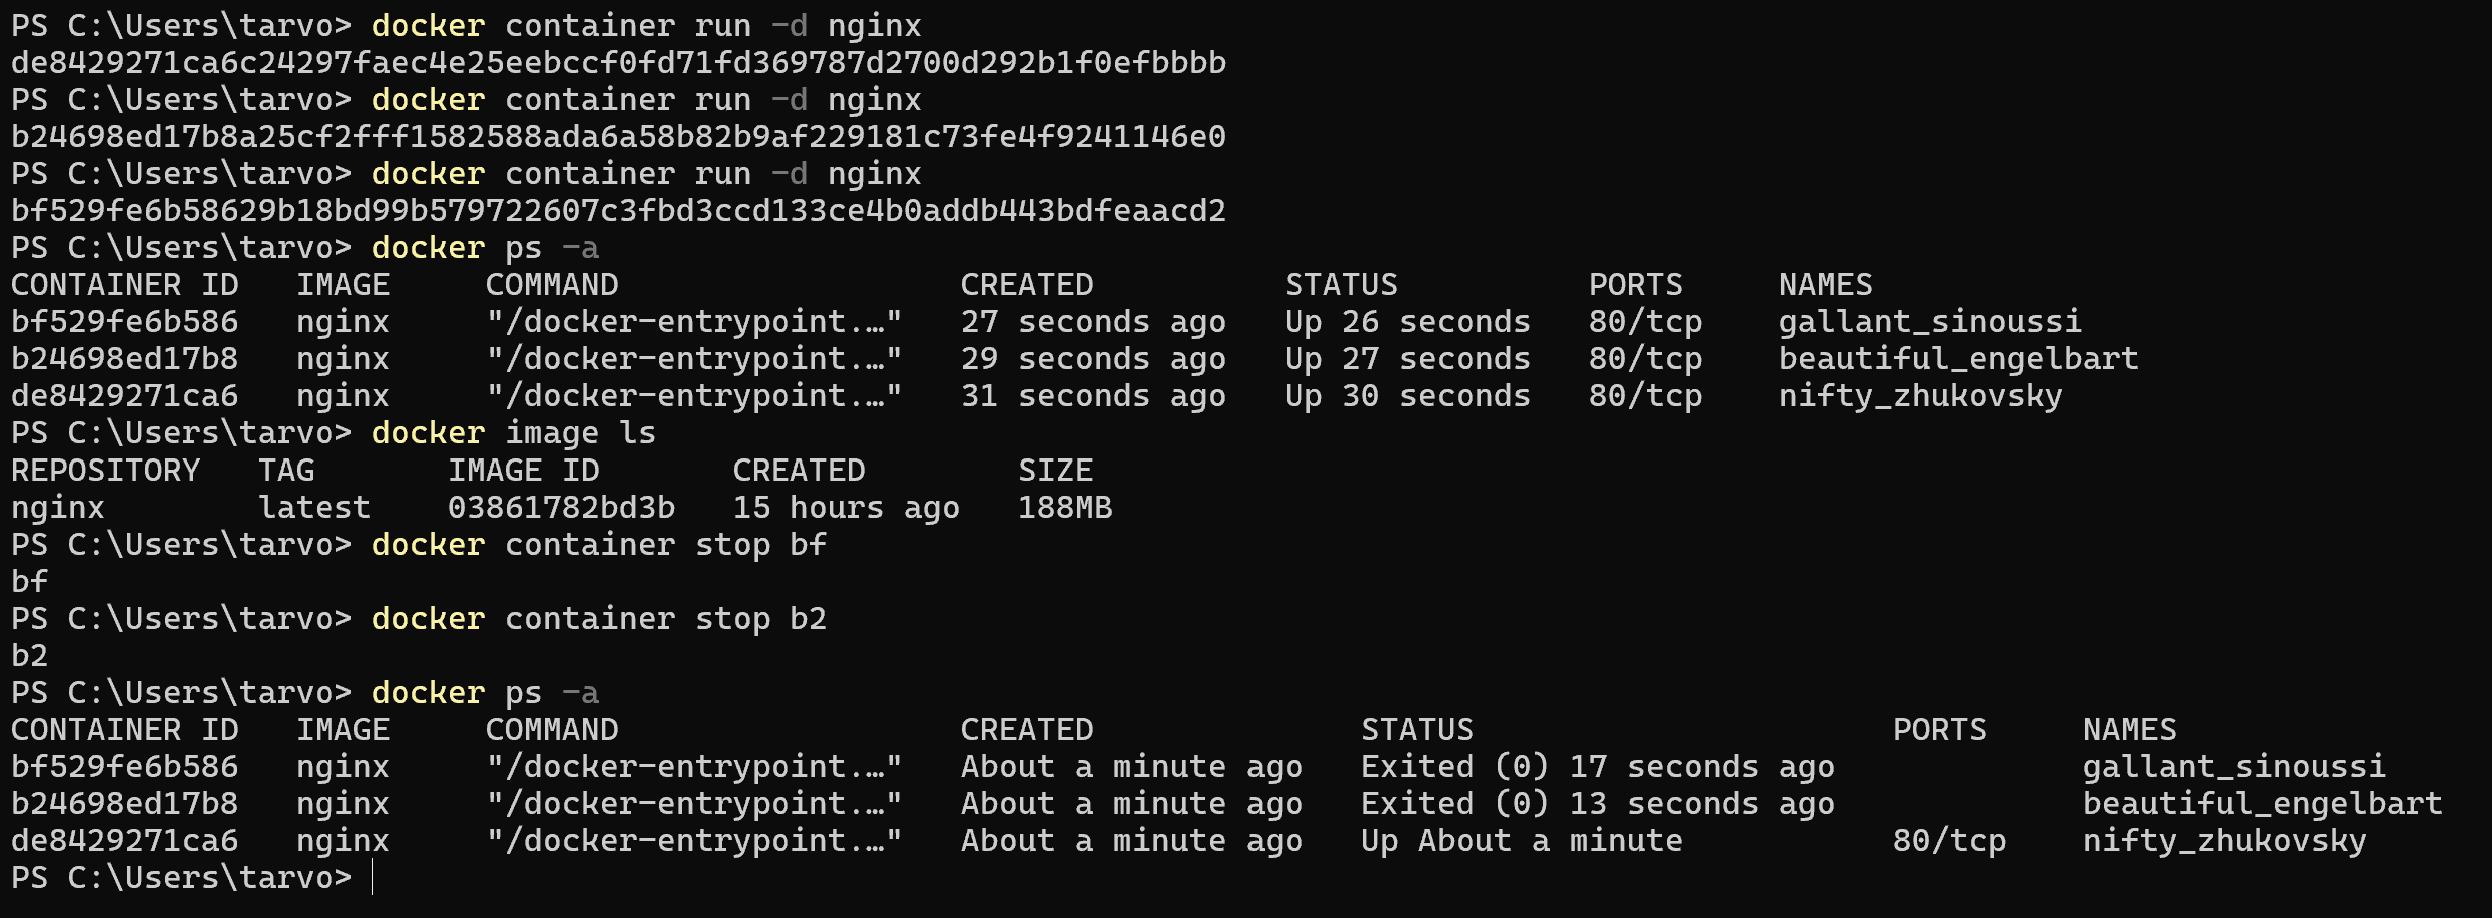 PS C:\Users\tarvo> docker container run -d nginx
de8429271ca6c24297faec4e25eebccf0fd71fd369787d2700d292b1f0efbbbb
PS C:\Users\tarvo> docker container run -d nginx
b24698ed17b8a25cf2fff1582588ada6a58b82b9af229181c73fe4f9241146e0
PS C:\Users\tarvo> docker container run -d nginx
bf529fe6b58629b18bd99b579722607c3fbd3ccd133ce4b0addb443bdfeaacd2
PS C:\Users\tarvo> docker ps -a
CONTAINER ID   IMAGE     COMMAND                  CREATED          STATUS          PORTS     NAMES
bf529fe6b586   nginx     "/docker-entrypoint.…"   27 seconds ago   Up 26 seconds   80/tcp    gallant_sinoussi
b24698ed17b8   nginx     "/docker-entrypoint.…"   29 seconds ago   Up 27 seconds   80/tcp    beautiful_engelbart
de8429271ca6   nginx     "/docker-entrypoint.…"   31 seconds ago   Up 30 seconds   80/tcp    nifty_zhukovsky
PS C:\Users\tarvo> docker image ls
REPOSITORY   TAG       IMAGE ID       CREATED        SIZE
nginx        latest    03861782bd3b   15 hours ago   188MB
PS C:\Users\tarvo> docker container stop bf
bf
PS C:\Users\tarvo> docker container stop b2
b2
PS C:\Users\tarvo> docker ps -a
CONTAINER ID   IMAGE     COMMAND                  CREATED              STATUS                      PORTS     NAMES
bf529fe6b586   nginx     "/docker-entrypoint.…"   About a minute ago   Exited (0) 17 seconds ago             gallant_sinoussi
b24698ed17b8   nginx     "/docker-entrypoint.…"   About a minute ago   Exited (0) 13 seconds ago             beautiful_engelbart
de8429271ca6   nginx     "/docker-entrypoint.…"   About a minute ago   Up About a minute           80/tcp    nifty_zhukovsky
PS C:\Users\tarvo>